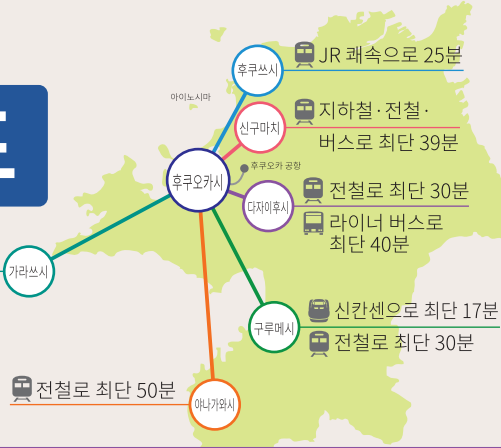 후쿠쓰시
JR 쾌속으로 25분
아이노시마
신구마치
지하철·전철·
버스로 최단 39분
후쿠오카 공항
후쿠오카시
다자이후시
전철로 최단 30분
라이너 버스로
최단 40분
가라쓰시
구루메시
신칸센으로 최단 17분
전철로 최단 30분
전철로 최단 50분
야나가와시